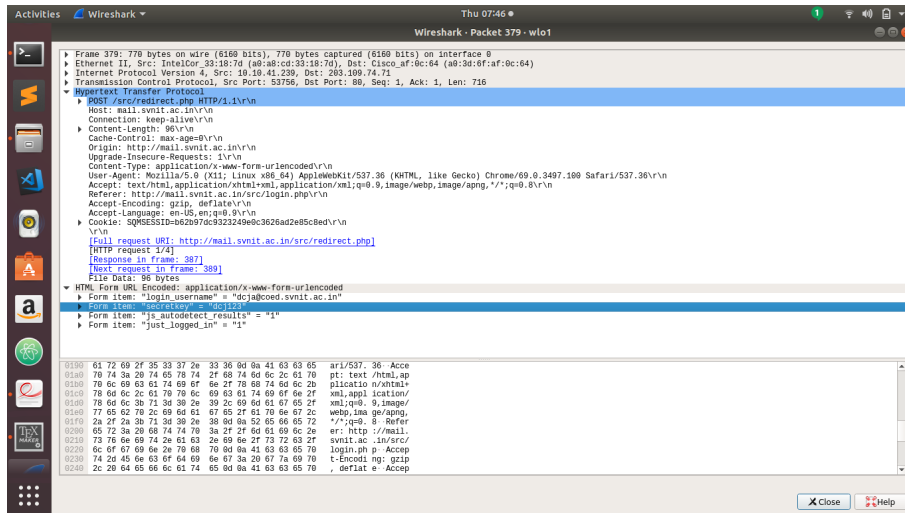 Activities Wireshark Thu 07:46 1
Wireshark · Packet 379 · wlo1
Frame 379: 770 bytes on wire (6160 bits), 770 bytes captured (6160 bits) on interface 0
Ethernet II, Src: IntelCor_33:18:7d (a0:a8:cd:33:18:7d), Dst: Cisco_af:0c:64 (a0:3d:6f:af:0c:64)
Internet Protocol Version 4, Src: 10.10.41.239, Dst: 203.109.74.71
Transmission Control Protocol, Src Port: 53756, Dst Port: 80, Seq: 1, Ack: 1, Len: 716
Hypertext Transfer Protocol
POST /src/redirect.php HTTP/1.1\r\n
Host: mail.svnit.ac.in\r\n
Connection: keep-alive\r\n
Content-Length: 96\r\n
Cache-Control: max-age=0\r\n
Origin: http://mail.svnit.ac.in\r\n
Upgrade-Insecure-Requests: 1\r\n
Content-Type: application/x-www-form-urlencoded\r\n
User-Agent: Mozilla/5.0 (X11; Linux x86_64) AppleWebKit/537.36 (KHTML, like Gecko) Chrome/69.0.3497.100 Safari/537.36\r\n
Accept: text/html,application/xhtml+xml,application/xml;q=0.9,image/webp,image/apng,*/*;q=0.8\r\n
Referer: http://mail.svnit.ac.in/src/login.php\r\n
Accept-Encoding: gzip, deflate\r\n
Accept-Language: en-US,en;q=0.9\r\n
Cookie: SQMSESSID=b62b97dc9323249e0c3626ad2e85c8ed\r\n
\r\n
[Full request URI: http://mail.svnit.ac.in/src/redirect.php]
[HTTP request 1/4]
[Response in frame: 387]
[Next request in frame: 389]
File Data: 96 bytes
HTML Form URL Encoded: application/x-www-form-urlencoded
Form item: "login_username" = "dcja@coed.svnit.ac.in"
Form item: "secretkey" = "dcj123"
Form item: "js_autodetect_results" = "1"
Form item: "just_logged_in" = "1"
0190 61 72 69 2f 35 33 37 2e 33 36 0d 0a 41 63 63 65 ari/537. 36··Acce
01a0 70 74 3a 20 74 65 78 74 2f 68 74 6d 6c 2c 61 70 pt: text /html,ap
01b0 70 6c 69 63 61 74 69 6f 6e 2f 78 68 74 6d 6c 2b plicatio n/xhtml+
01c0 78 6d 6c 2c 61 70 70 6c 69 63 61 74 69 6f 6e 2f xml,appl ication/
01d0 78 6d 6c 3b 71 3d 30 2e 39 2c 69 6d 61 67 65 2f xml;q=0. 9,image/
01e0 77 65 62 70 2c 69 6d 61 67 65 2f 61 70 6e 67 2c webp,ima ge/apng,
01f0 2a 2f 2a 3b 71 3d 30 2e 38 0d 0a 52 65 66 65 72 */*;q=0. 8··Refer
0200 65 72 3a 20 68 74 74 70 3a 2f 2f 6d 61 69 6c 2e er: http ://mail.
0210 73 76 6e 69 74 2e 61 63 2e 69 6e 2f 73 72 63 2f svnit.ac .in/src/
0220 6c 6f 67 69 6e 2e 70 68 70 0d 0a 41 63 63 65 70 login.ph p··Accep
0230 74 2d 45 6e 63 6f 64 69 6e 67 3a 20 67 7a 69 70 t-Encodi ng: gzip
0240 2c 20 64 65 66 6c 61 74 65 0d 0a 41 63 63 65 70 , deflat e··Accep
Close Help